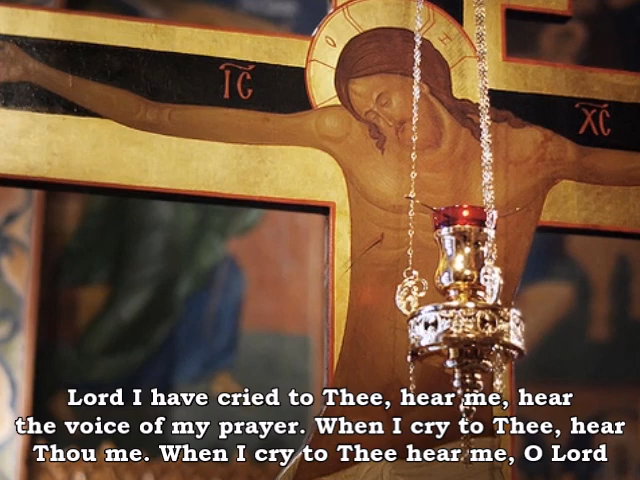 IC
XC
Lord I have cried to Thee, hear me, hear
the voice of my prayer. When I cry to Thee, hear
Thou me. When I cry to Thee hear me, O Lord